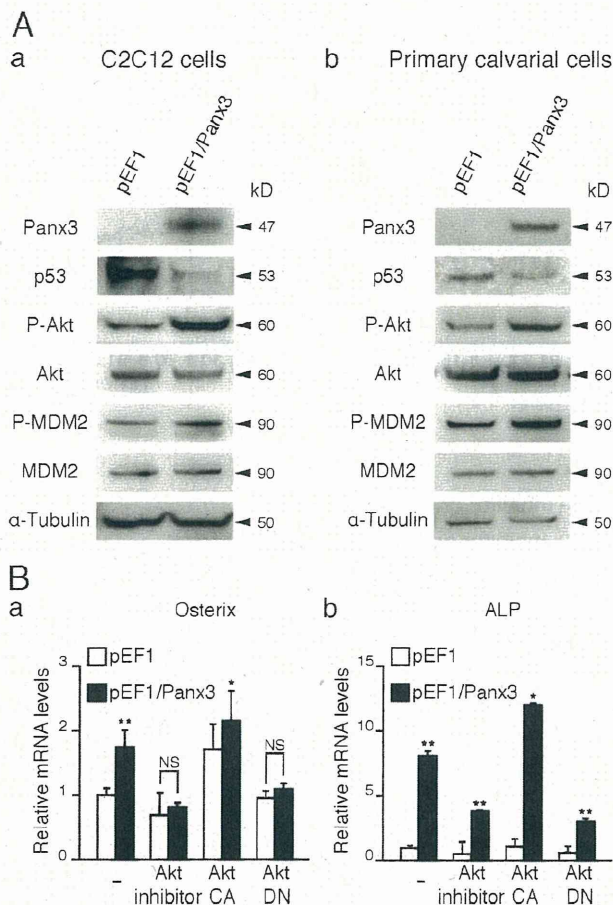 A
a C2C12 cells
pEF1 pEF1/Panx3 kD
Panx3 47
p53 53
P-Akt 60
Akt 60
P-MDM2 90
MDM2 90
α-Tubulin 50
b Primary calvarial cells
pEF1 pEF1/Panx3 kD
Panx3 47
p53 53
P-Akt 60
Akt 60
P-MDM2 90
MDM2 90
α-Tubulin 50
B
a Osterix
Relative mRNA levels
3
2
1
0
pEF1
pEF1/Panx3
** NS * NS
– Akt Akt Akt
inhibitor CA DN
b ALP
Relative mRNA levels
15
10
5
0
pEF1
pEF1/Panx3
** ** * **
– Akt Akt Akt
inhibitor CA DN